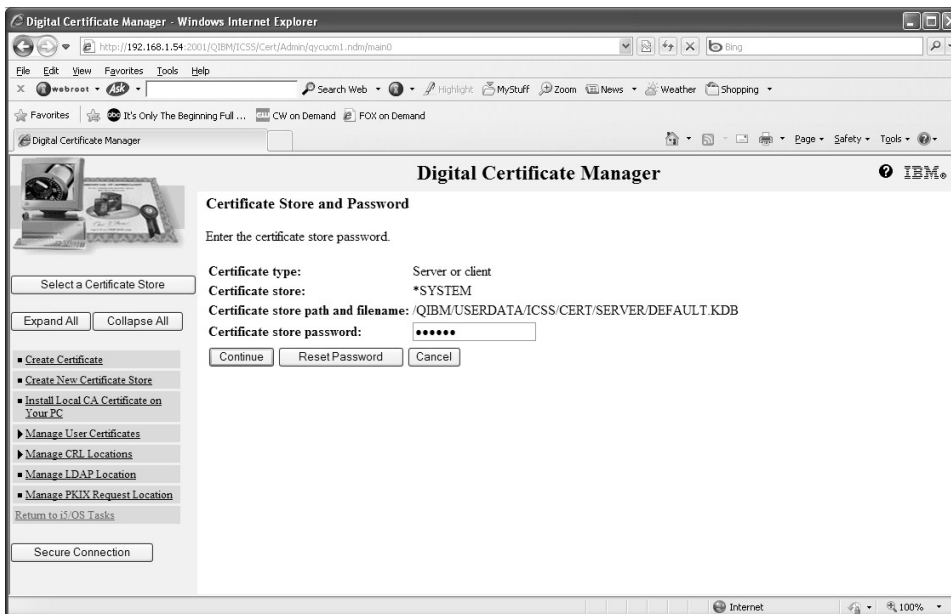 Digital Certificate Manager - Windows Internet Explorer
http://192.168.1.54:2001/QIBM/ICSS/Cert/Admin/qycucm1.ndm/main0
Bing
File Edit View Favorites Tools Help
webroot Ask Search Web Highlight MyStuff Zoom News Weather Shopping
Favorites It's Only The Beginning Full ... CW on Demand FOX on Demand
Digital Certificate Manager
Page Safety Tools
Digital Certificate Manager
IBM
Select a Certificate Store
Expand All Collapse All
Create Certificate
Create New Certificate Store
Install Local CA Certificate on
Your PC
Manage User Certificates
Manage CRL Locations
Manage LDAP Location
Manage PKIX Request Location
Return to i5/OS Tasks
Secure Connection
Certificate Store and Password
Enter the certificate store password.
Certificate type: Server or client
Certificate store: *SYSTEM
Certificate store path and filename: /QIBM/USERDATA/ICSS/CERT/SERVER/DEFAULT.KDB
Certificate store password: ••••••
Continue Reset Password Cancel
Internet 100%